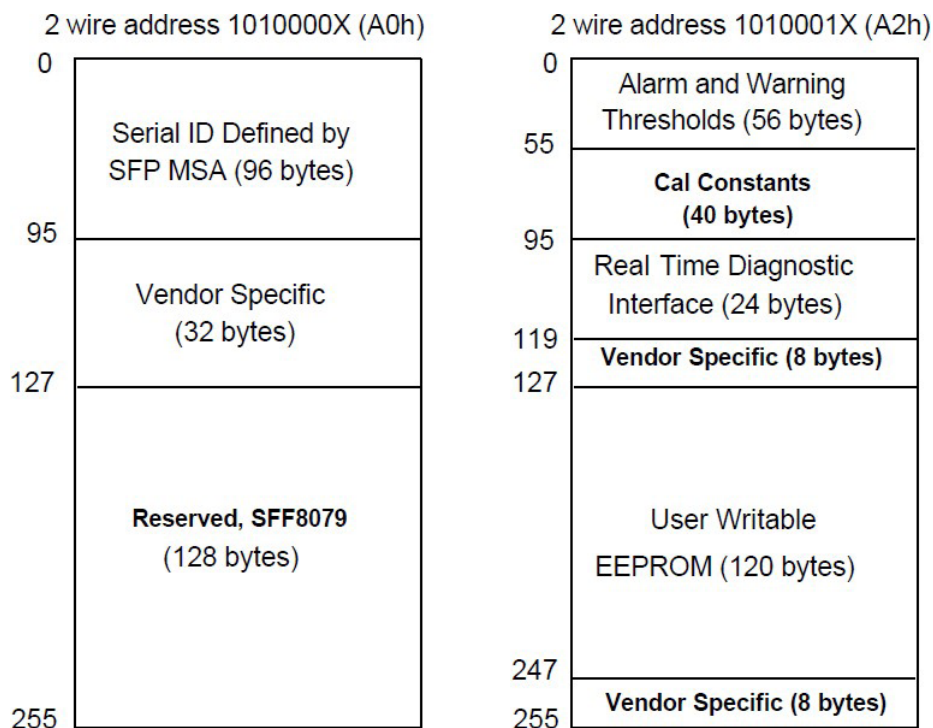 2 wire address 1010000X (A0h)
0
Serial ID Defined by
SFP MSA (96 bytes)
95
Vendor Specific
(32 bytes)
127
Reserved, SFF8079
(128 bytes)
255
2 wire address 1010001X (A2h)
0
Alarm and Warning
Thresholds (56 bytes)
55
Cal Constants
(40 bytes)
95
Real Time Diagnostic
Interface (24 bytes)
119
Vendor Specific (8 bytes)
127
User Writable
EEPROM (120 bytes)
247
Vendor Specific (8 bytes)
255